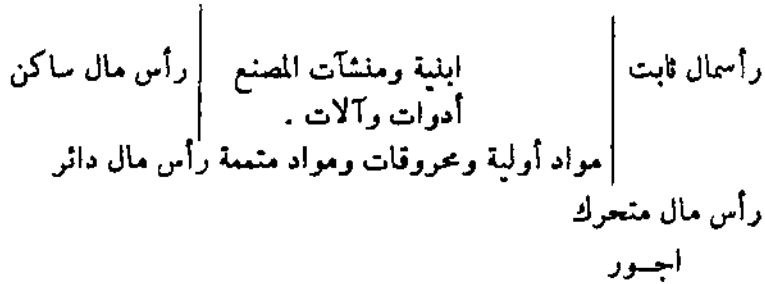 رأسمال ثابت ابنية ومنشآت المصنع رأس مال ساكن
أدوات وآلات .
مواد أولية ومحروقات ومواد متممة رأس مال دائر
رأس مال متحرك
اجــور